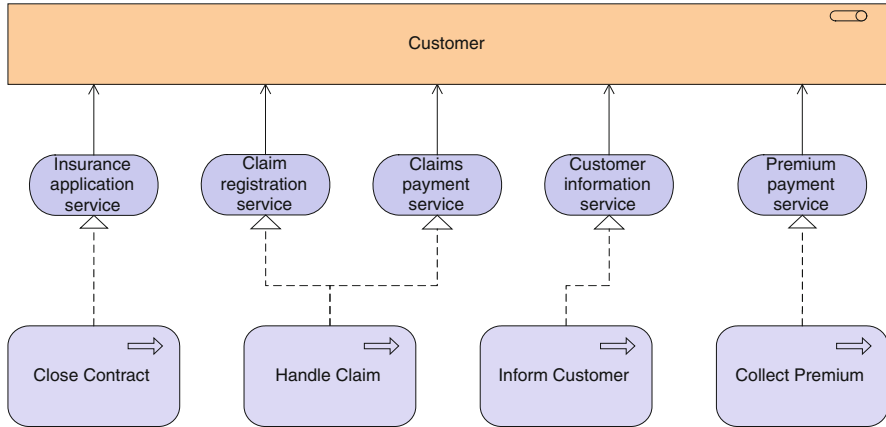 Customer
Insurance
application
service
Claim
registration
service
Claims
payment
service
Customer
information
service
Premium
payment
service
Close Contract
Handle Claim
Inform Customer
Collect Premium